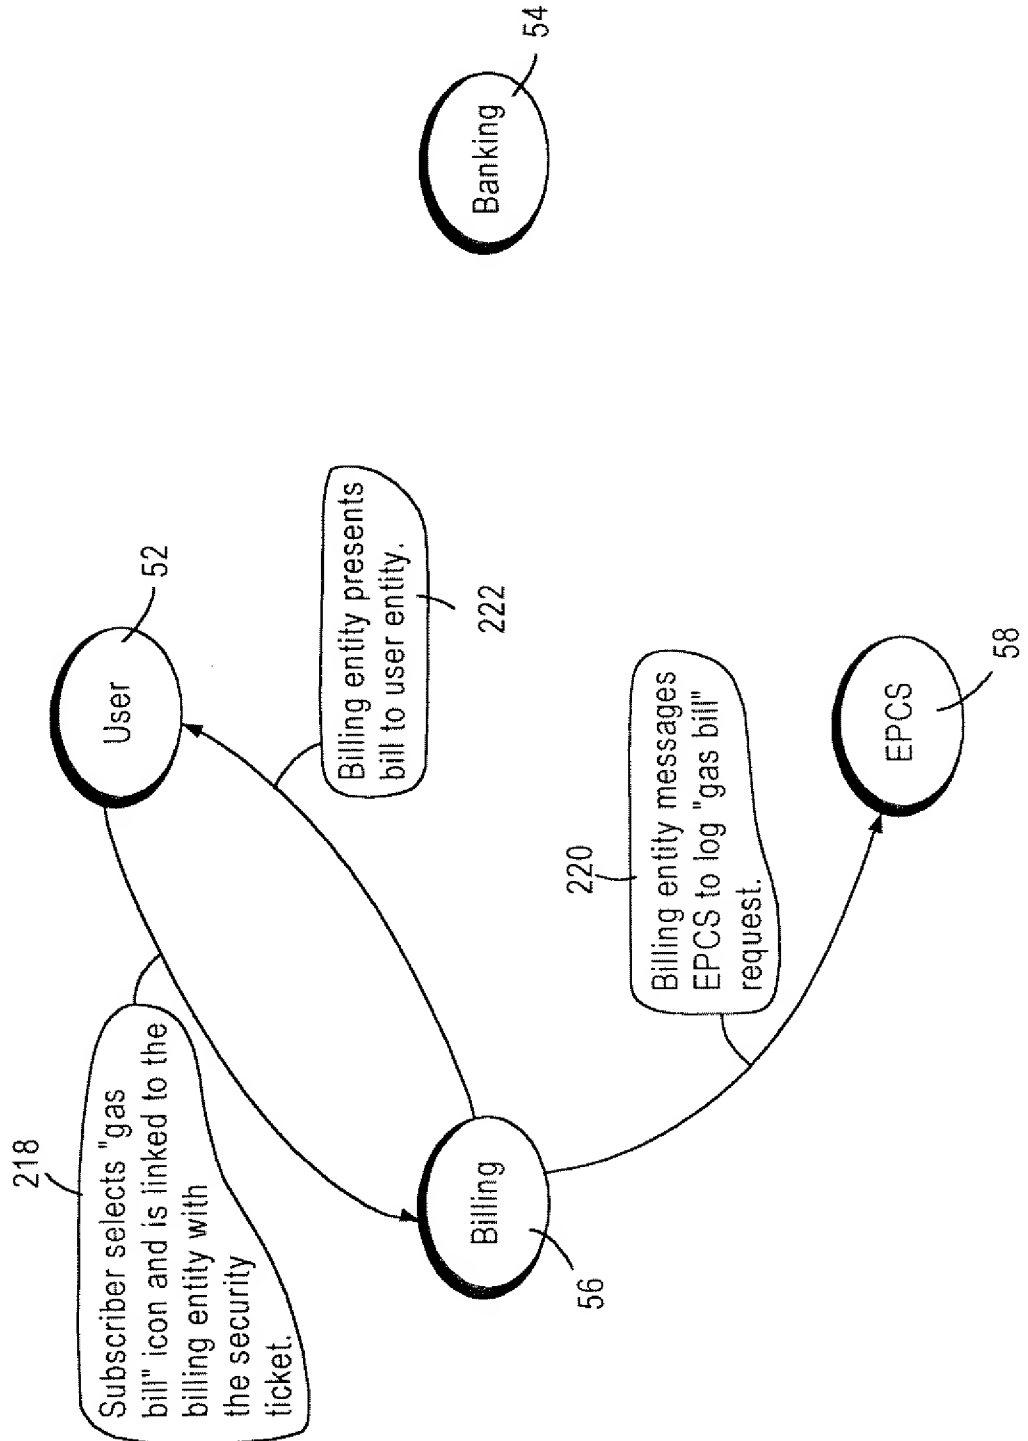 218
Subscriber selects "gas
bill" icon and is linked to the
billing entity with
the security
ticket.
User
52
Billing entity presents
bill to user entity.
222
Billing
56
Banking
54
220
Billing entity messages
EPCS to log "gas bill"
request.
EPCS
58